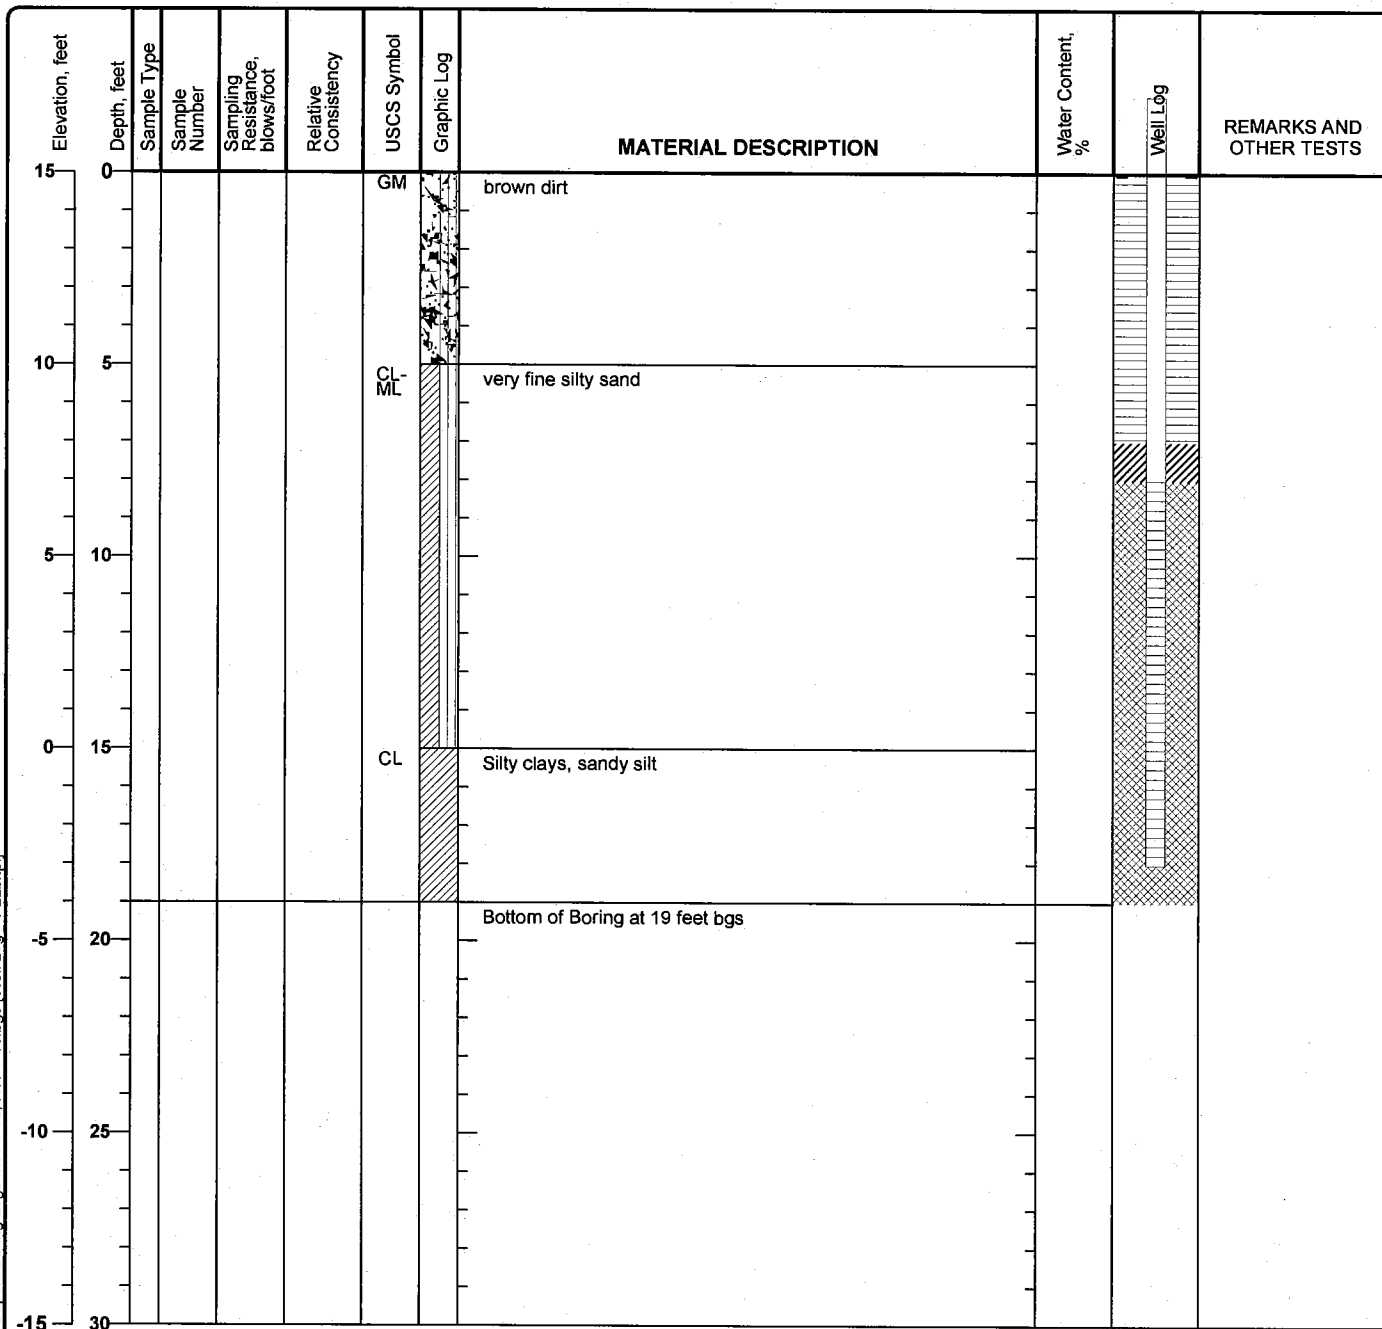 Elevation, feet
Depth, feet
Sample Type
Sample
Number
Sampling
Resistance,
blows/foot
Relative
Consistency
USCS Symbol
Graphic Log
MATERIAL DESCRIPTION
Water Content,
%
Well Log
REMARKS AND
OTHER TESTS
15 0
GM brown dirt
10 5
CL-
ML
very fine silty sand
5 10
0 15
CL Silty clays, sandy silt
Bottom of Boring at 19 feet bgs
-5 20
-10 25
-15 30